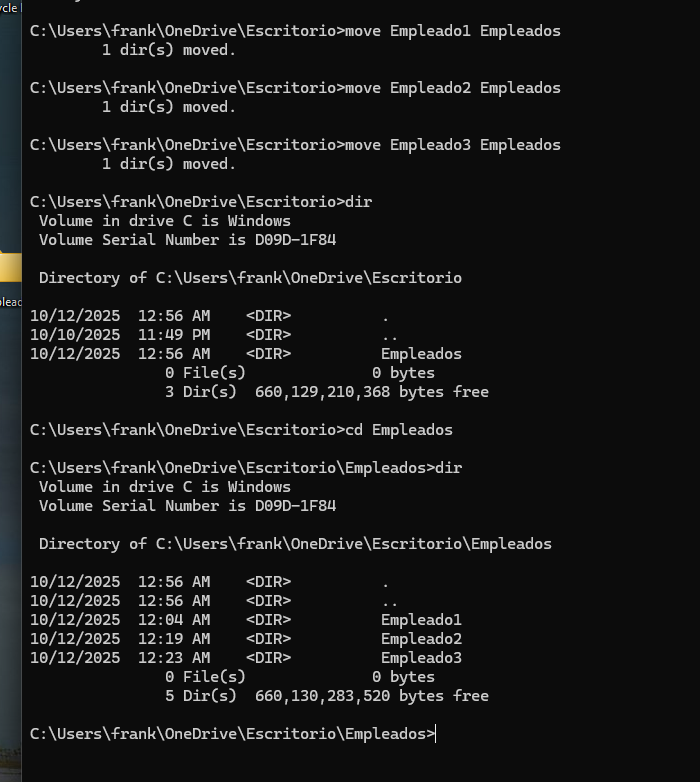 C:\Users\frank\OneDrive\Escritorio>move Empleado1 Empleados
        1 dir(s) moved.
C:\Users\frank\OneDrive\Escritorio>move Empleado2 Empleados
        1 dir(s) moved.
C:\Users\frank\OneDrive\Escritorio>move Empleado3 Empleados
        1 dir(s) moved.
C:\Users\frank\OneDrive\Escritorio>dir
 Volume in drive C is Windows
 Volume Serial Number is D09D-1F84
 Directory of C:\Users\frank\OneDrive\Escritorio
10/12/2025  12:56 AM    <DIR>          .
10/10/2025  11:49 PM    <DIR>          ..
10/12/2025  12:56 AM    <DIR>          Empleados
               0 File(s)              0 bytes
               3 Dir(s)  660,129,210,368 bytes free
C:\Users\frank\OneDrive\Escritorio>cd Empleados
C:\Users\frank\OneDrive\Escritorio\Empleados>dir
 Volume in drive C is Windows
 Volume Serial Number is D09D-1F84
 Directory of C:\Users\frank\OneDrive\Escritorio\Empleados
10/12/2025  12:56 AM    <DIR>          .
10/12/2025  12:56 AM    <DIR>          ..
10/12/2025  12:04 AM    <DIR>          Empleado1
10/12/2025  12:19 AM    <DIR>          Empleado2
10/12/2025  12:23 AM    <DIR>          Empleado3
               0 File(s)              0 bytes
               5 Dir(s)  660,130,283,520 bytes free
C:\Users\frank\OneDrive\Escritorio\Empleados>